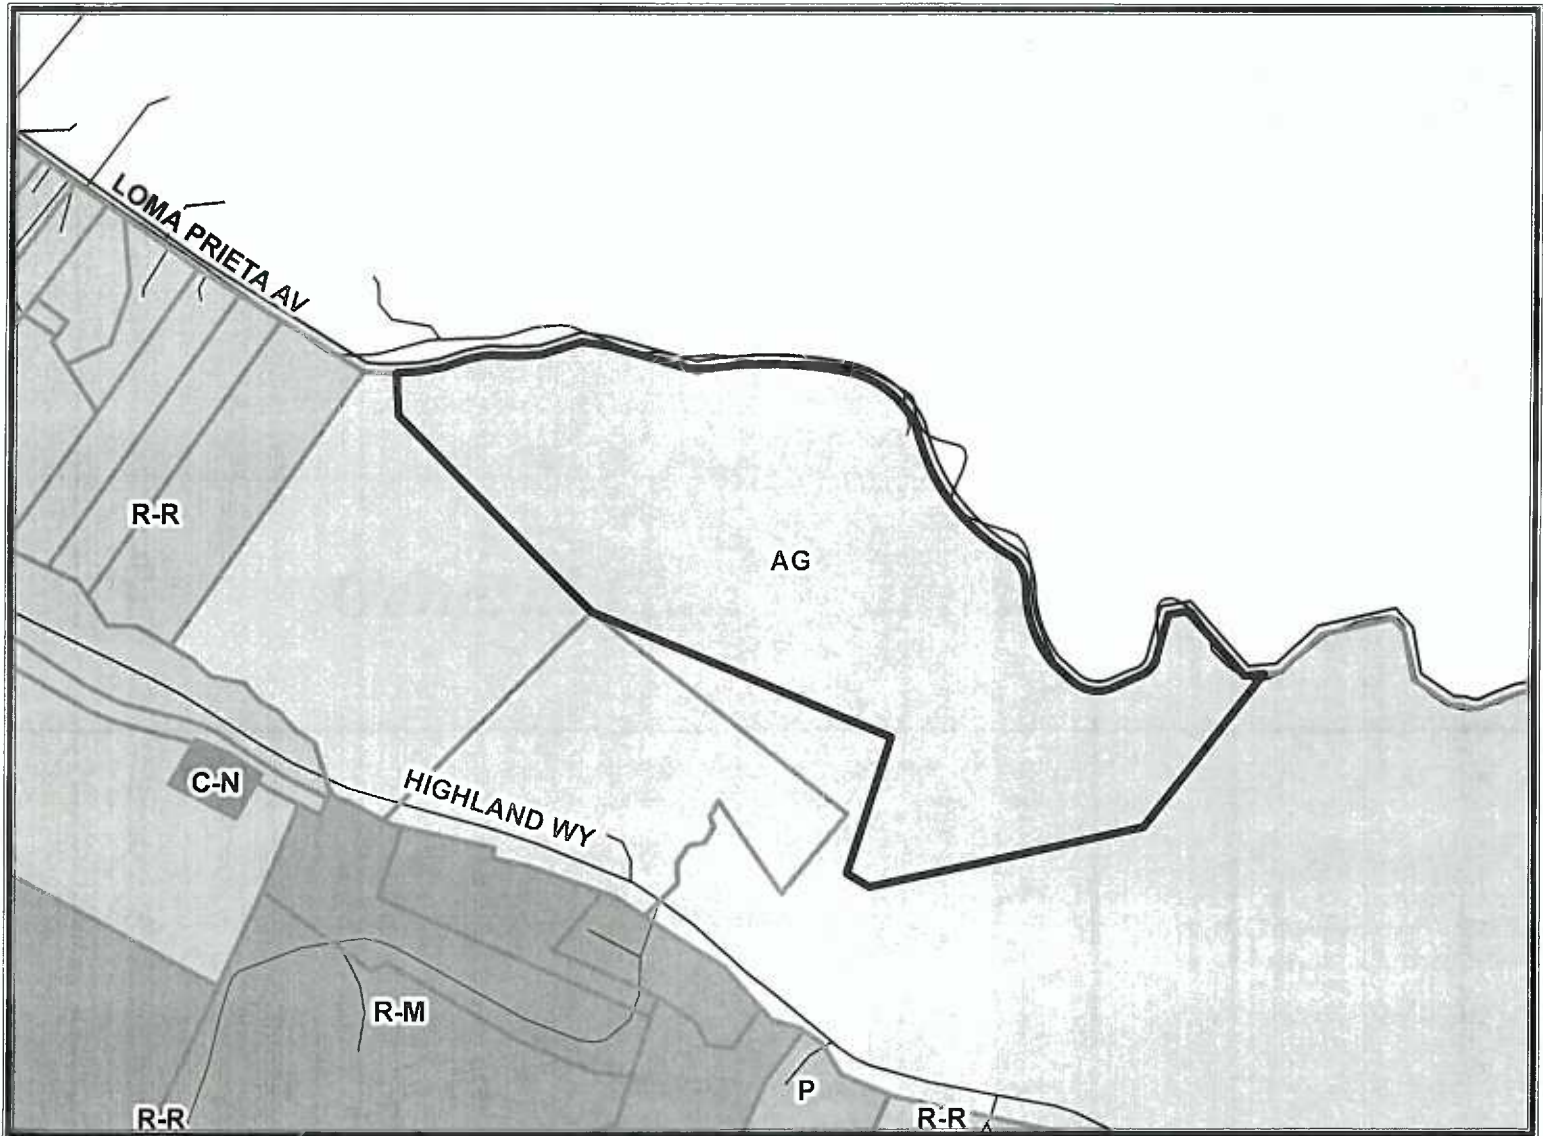 LOMA PRIETA AV
R-R
AG
C-N
HIGHLAND WY
R-M
P
R-R
R-R